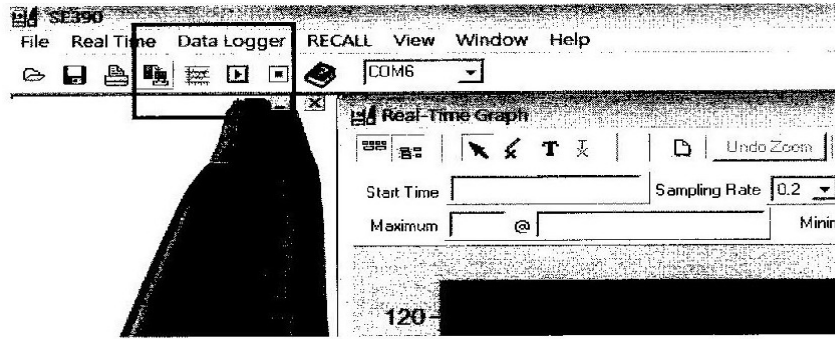 SE390
File Real Time Data Logger RECALL View Window Help
COM6
Real-Time Graph
T Undo Zoom
Start Time Sampling Rate 0.2
Maximum @ Minim
120